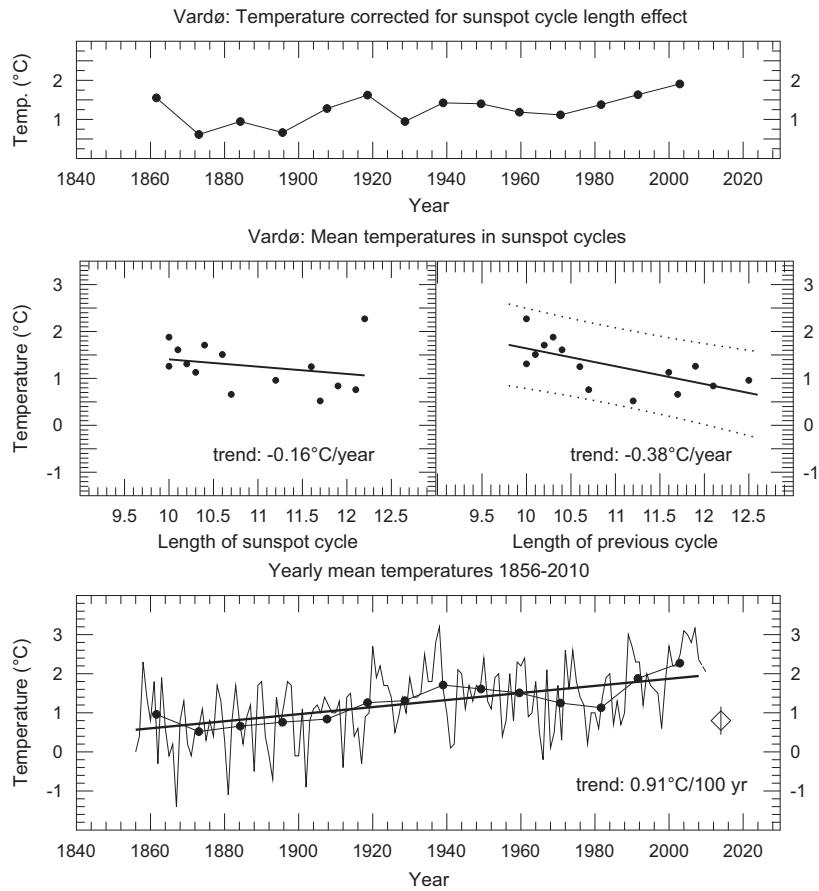 Vardø: Temperature corrected for sunspot cycle length effect
Temp. (°C)
2 2
1 1
1840 1860 1880 1900 1920 1940 1960 1980 2000 2020
Year
Vardø: Mean temperatures in sunspot cycles
Temperature (°C)
3 3
2 2
1 1
0 0
-1 -1
trend: -0.16°C/year trend: -0.38°C/year
9.5 10 10.5 11 11.5 12 12.5 9.5 10 10.5 11 11.5 12 12.5
Length of sunspot cycle Length of previous cycle
Yearly mean temperatures 1856-2010
Temperature (°C)
3 3
2 2
1 1
0 0
-1 -1
trend: 0.91°C/100 yr
1840 1860 1880 1900 1920 1940 1960 1980 2000 2020
Year